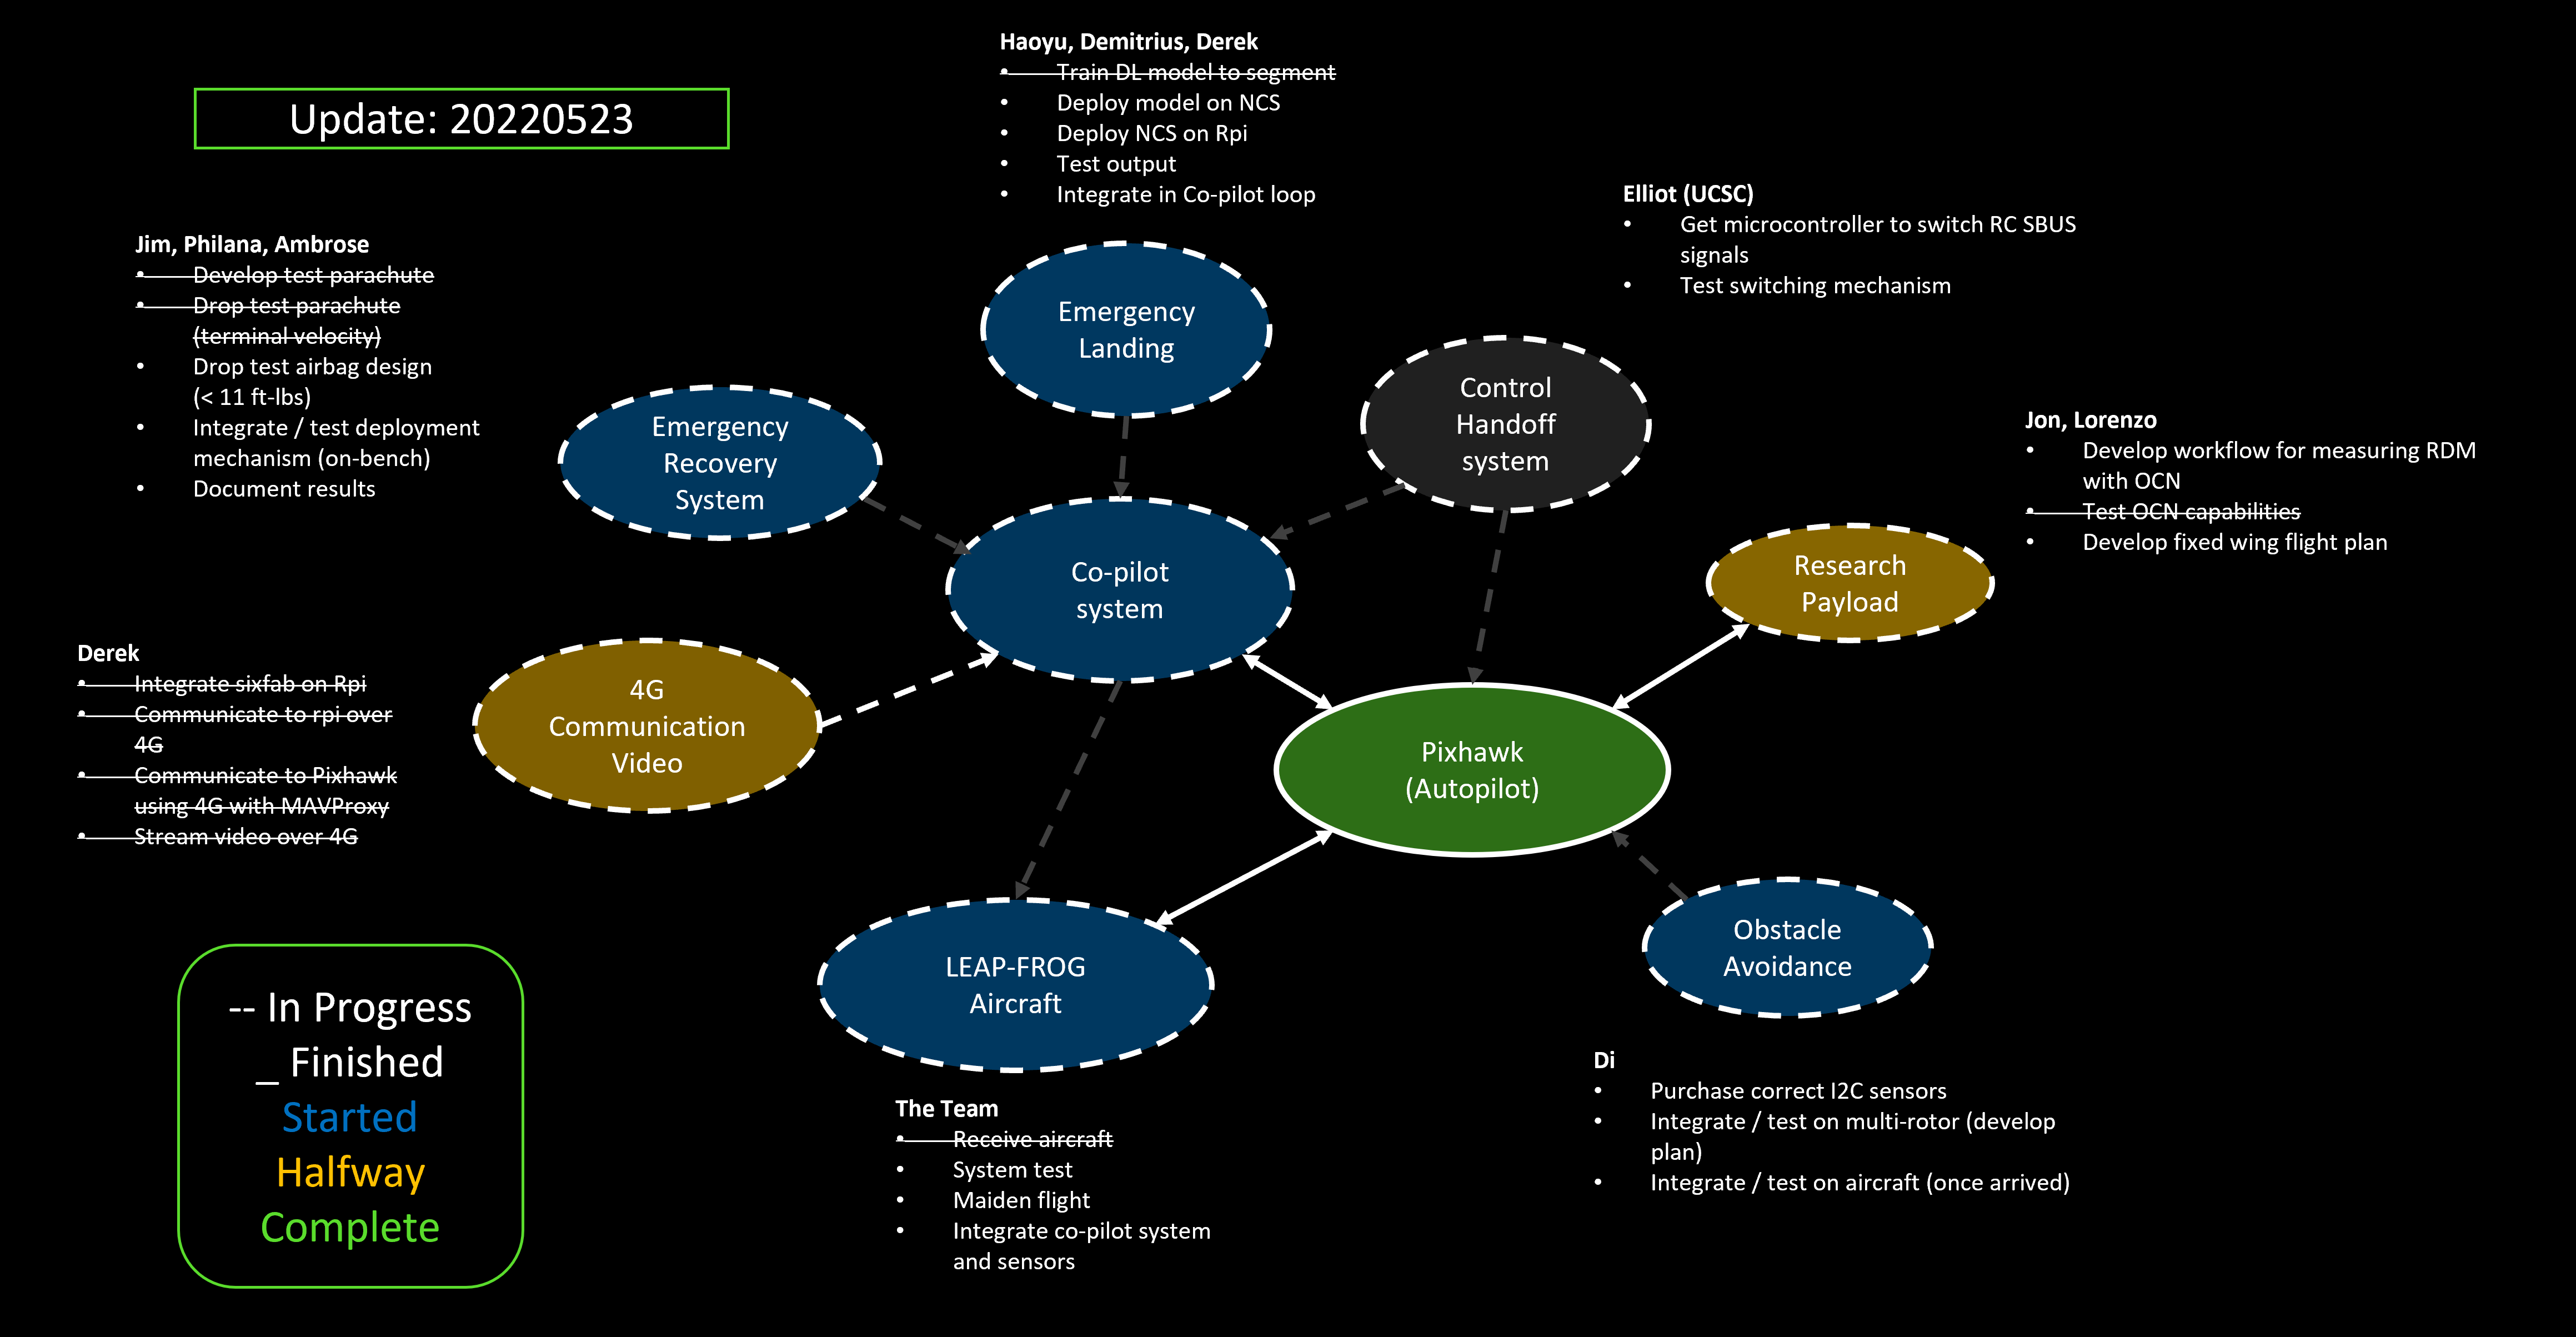 Update: 20220523
Haoyu, Demitrius, Derek
• Train DL model to segment
• Deploy model on NCS
• Deploy NCS on Rpi
• Test output
• Integrate in Co-pilot loop
Elliot (UCSC)
• Get microcontroller to switch RC SBUS
signals
• Test switching mechanism
Jim, Philana, Ambrose
• Develop test parachute
• Drop test parachute
(terminal velocity)
• Drop test airbag design
(< 11 ft-lbs)
• Integrate / test deployment
mechanism (on-bench)
• Document results
Emergency
Landing
Control
Handoff
system
Emergency
Recovery
System
Jon, Lorenzo
• Develop workflow for measuring RDM
with OCN
• Test OCN capabilities
• Develop fixed wing flight plan
Co-pilot
system
Research
Payload
Derek
• Integrate sixfab on Rpi
• Communicate to rpi over
4G
• Communicate to Pixhawk
using 4G with MAVProxy
• Stream video over 4G
4G
Communication
Video
Pixhawk
(Autopilot)
LEAP-FROG
Aircraft
Obstacle
Avoidance
-- In Progress
_ Finished
Started
Halfway
Complete
The Team
• Receive aircraft
• System test
• Maiden flight
• Integrate co-pilot system
and sensors
Di
• Purchase correct I2C sensors
• Integrate / test on multi-rotor (develop
plan)
• Integrate / test on aircraft (once arrived)